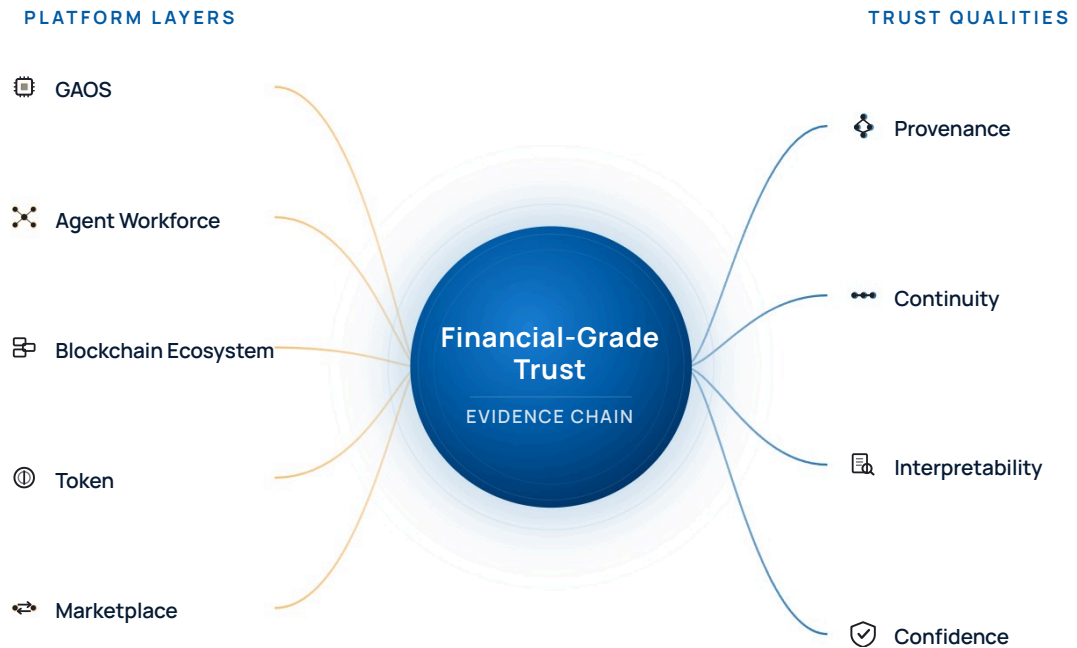 PLATFORM LAYERS
GAOS
Agent Workforce
Blockchain Ecosystem
Token
Marketplace
Financial-Grade
Trust
EVIDENCE CHAIN
TRUST QUALITIES
Provenance
Continuity
Interpretability
Confidence